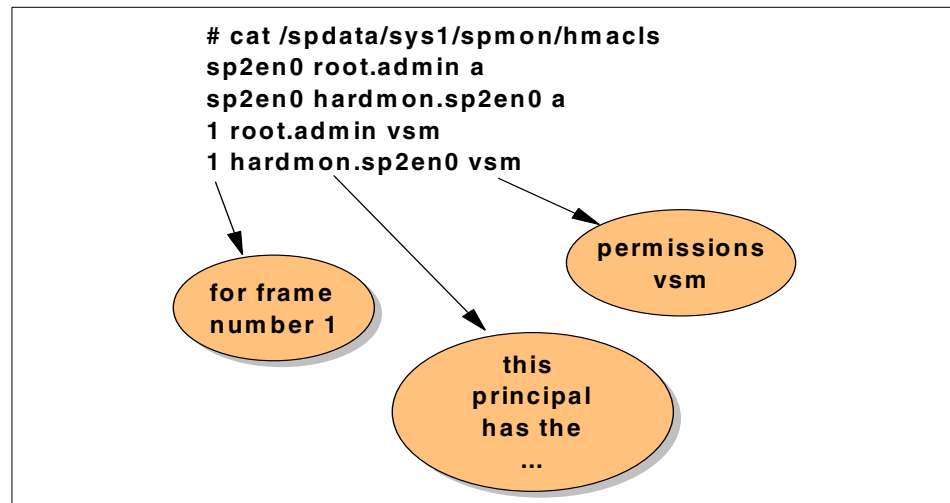 # cat /spdata/sys1/spmon/hmacls
sp2en0 root.admin a
sp2en0 hardmon.sp2en0 a
1 root.admin vsm
1 hardmon.sp2en0 vsm
for frame
number 1
this
principal
has the
...
permissions
vsm